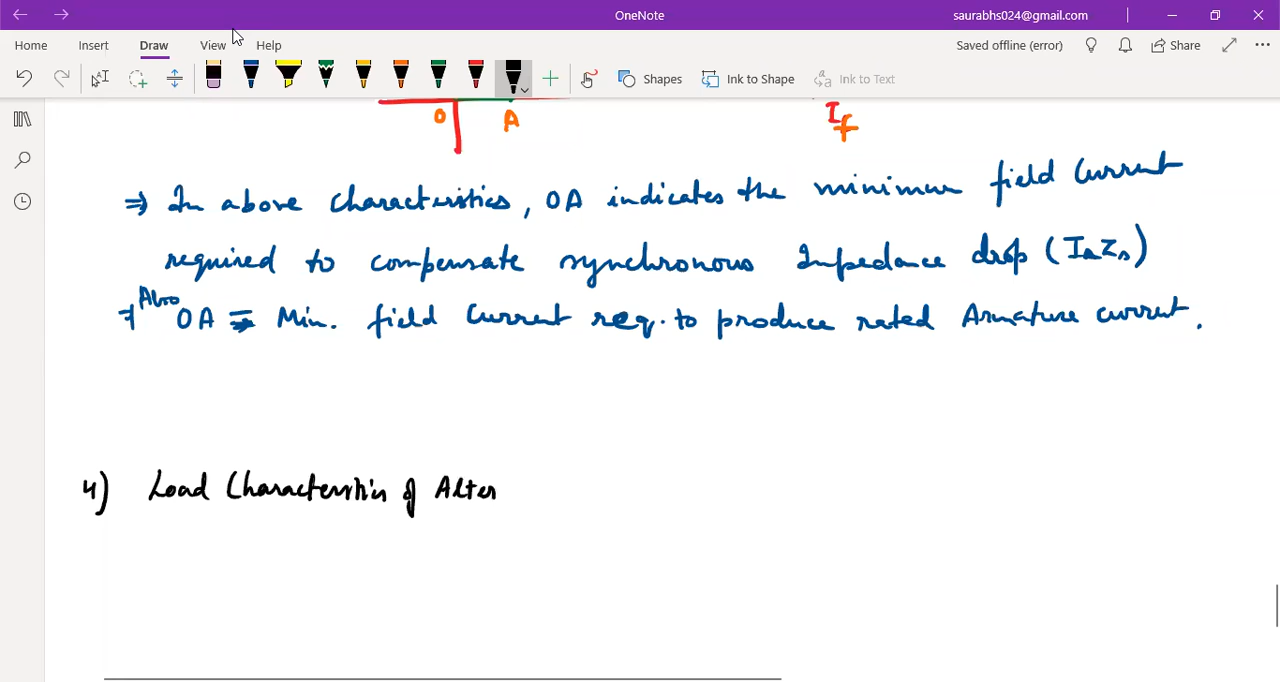 OneNote
saurabhs024@gmail.com
Home Insert Draw View Help
Saved offline (error) Share
Shapes Ink to Shape Ink to Text
O A If
⇒ In above characteristics, OA indicates the minimum field current
required to compensate synchronous Impedance drop (IaZs)
Also
OA = Min. field current req. to produce rated Armature current.
4) Load Characteristics of Alter